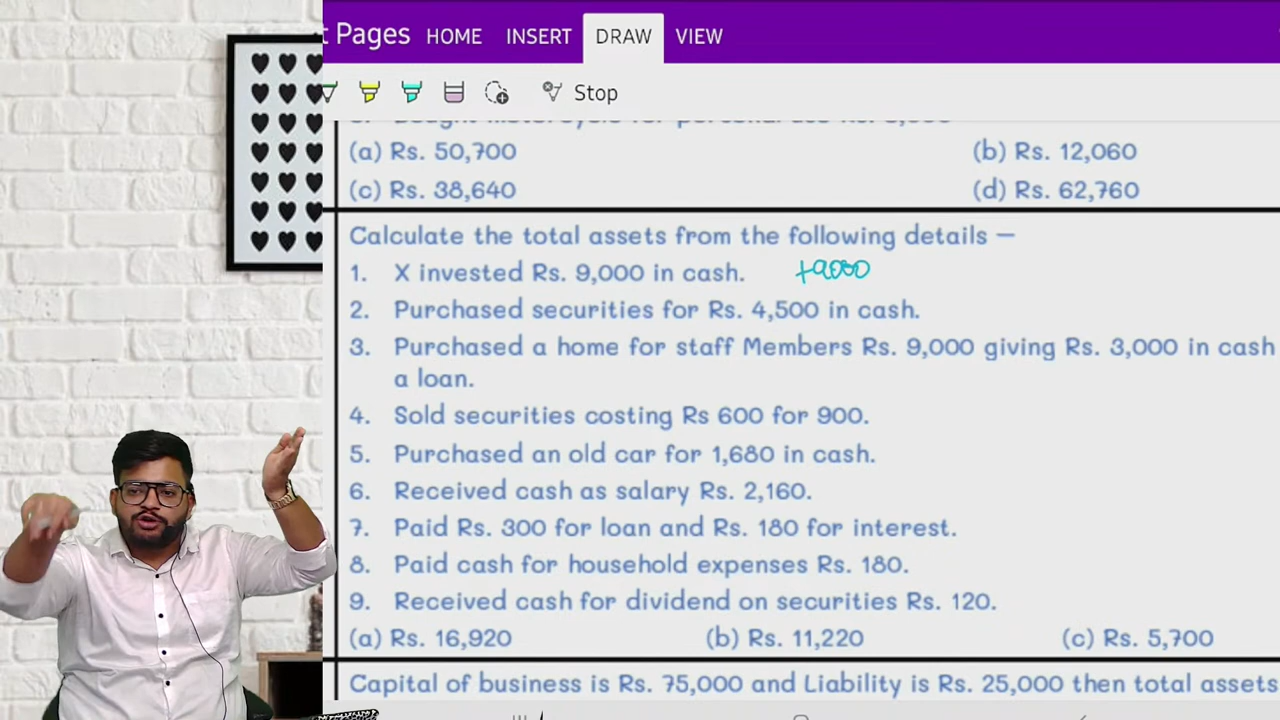 t Pages HOME INSERT DRAW VIEW
Stop
(a) Rs. 50,700 (b) Rs. 12,060
(c) Rs. 38,640 (d) Rs. 62,760
Calculate the total assets from the following details –
1. X invested Rs. 9,000 in cash. +9000
2. Purchased securities for Rs. 4,500 in cash.
3. Purchased a home for staff Members Rs. 9,000 giving Rs. 3,000 in cash
a loan.
4. Sold securities costing Rs 600 for 900.
5. Purchased an old car for 1,680 in cash.
6. Received cash as salary Rs. 2,160.
7. Paid Rs. 300 for loan and Rs. 180 for interest.
8. Paid cash for household expenses Rs. 180.
9. Received cash for dividend on securities Rs. 120.
(a) Rs. 16,920 (b) Rs. 11,220 (c) Rs. 5,700
Capital of business is Rs. 75,000 and Liability is Rs. 25,000 then total assets